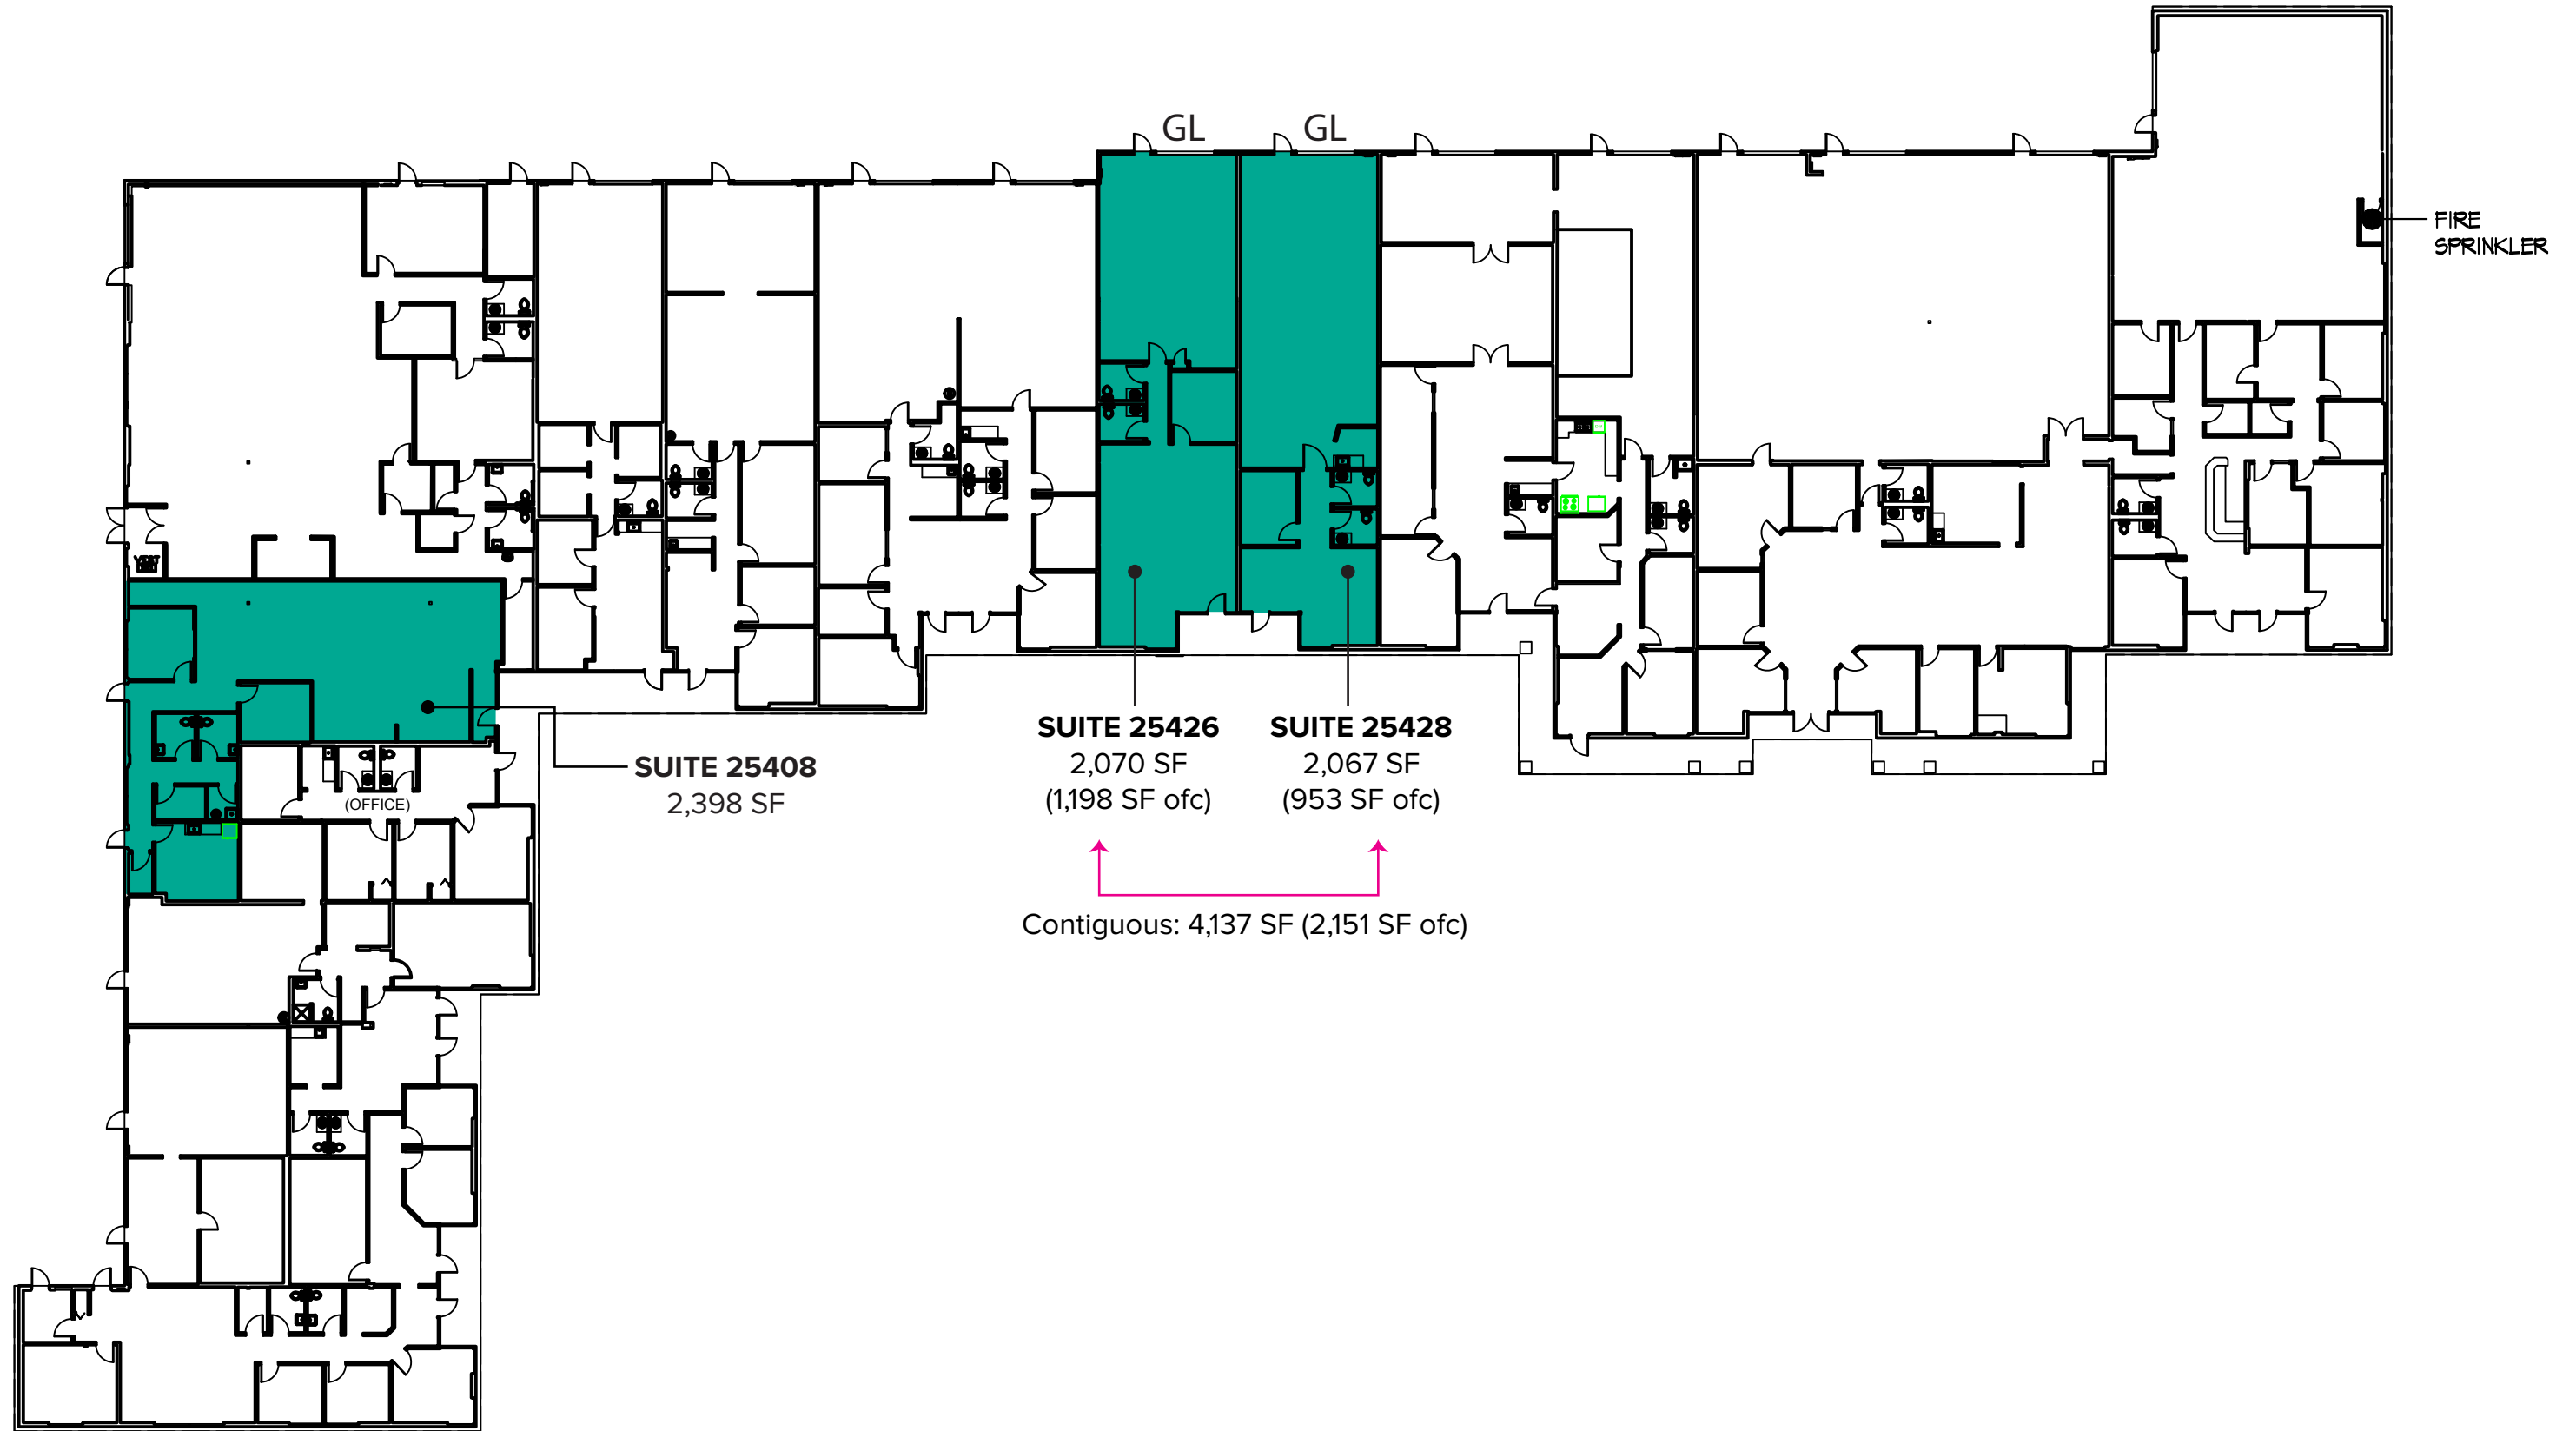 GL
GL
FIRE
SPRINKLER
SUITE 25426
2,070 SF
(1,198 SF ofc)
SUITE 25428
2,067 SF
(953 SF ofc)
SUITE 25408
2,398 SF
(OFFICE)
Contiguous: 4,137 SF (2,151 SF ofc)